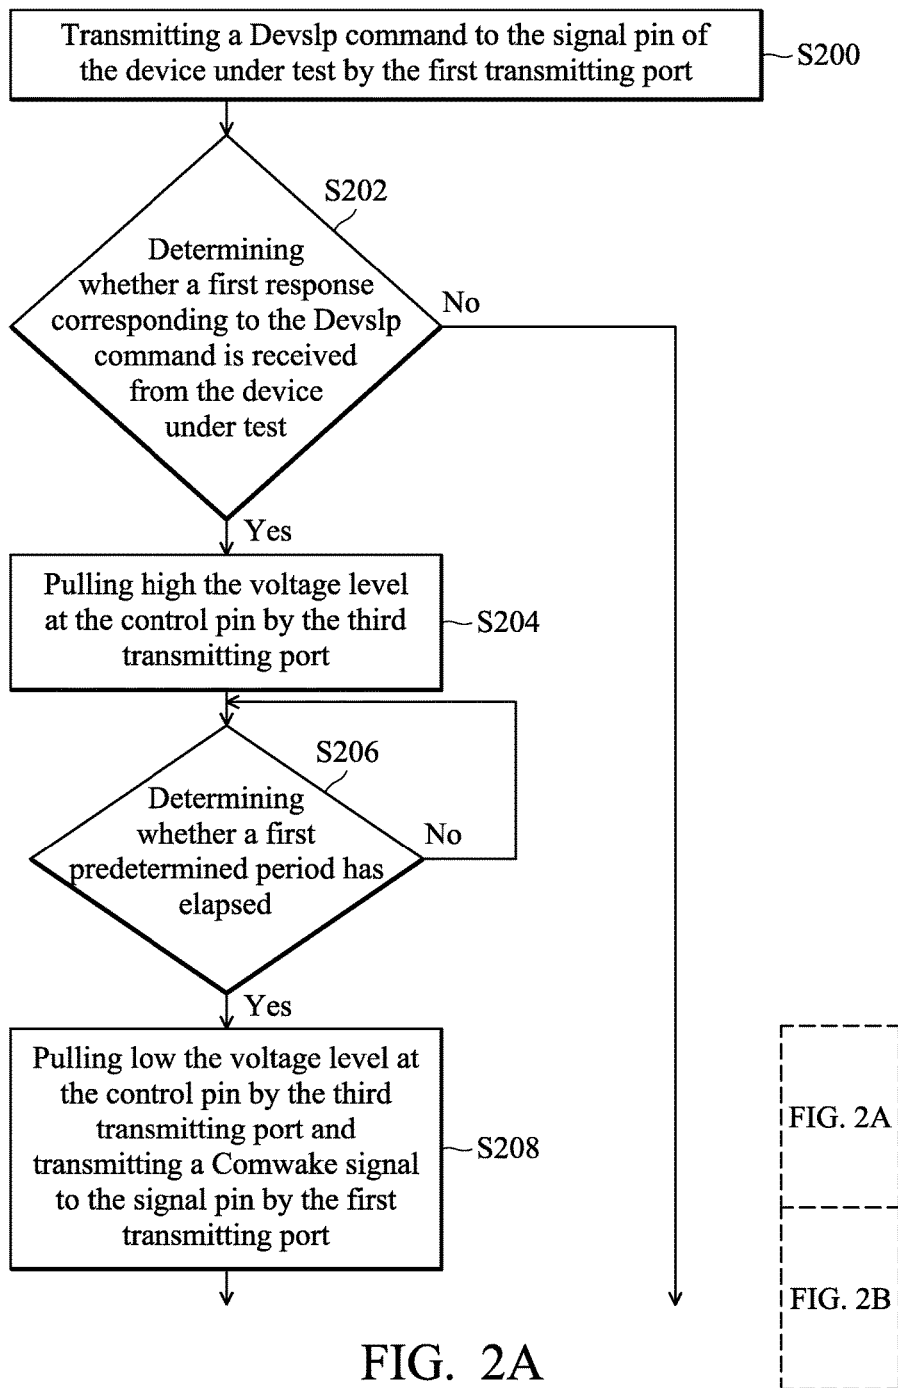 Transmitting a Devslp command to the signal pin of
the device under test by the first transmitting port
S200
S202
Determining
whether a first response
corresponding to the Devslp
command is received
from the device
under test
No
Yes
Pulling high the voltage level
at the control pin by the third
transmitting port
S204
S206
Determining
whether a first
predetermined period has
elapsed
No
Yes
Pulling low the voltage level at
the control pin by the third
transmitting port and
transmitting a Comwake signal
to the signal pin by the first
transmitting port
S208
FIG. 2A
FIG. 2B
FIG. 2A